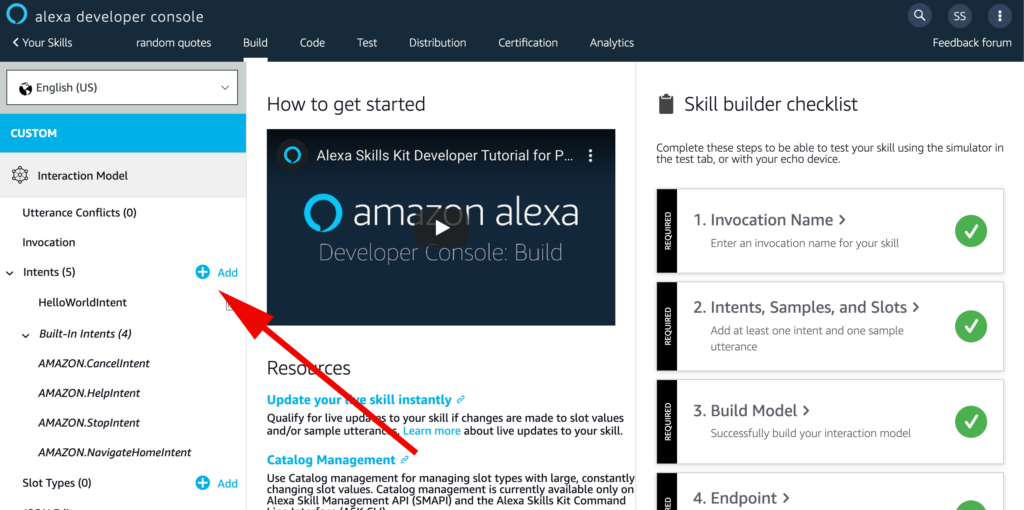 alexa developer console
SS
Your Skills
random quotes
Build
Code
Test
Distribution
Certification
Analytics
Feedback forum
English (US)
CUSTOM
Interaction Model
Utterance Conflicts (0)
Invocation
Intents (5)
Add
HelloWorldIntent
Built-In Intents (4)
AMAZON.CancelIntent
AMAZON.HelpIntent
AMAZON.StopIntent
AMAZON.NavigateHomeIntent
Slot Types (0)
Add
How to get started
Alexa Skills Kit Developer Tutorial for P...
amazon alexa
Developer Console: Build
Resources
Update your live skill instantly
Qualify for live updates to your skill if changes are made to slot values
and/or sample utterances. Learn more about live updates to your skill.
Catalog Management
Use Catalog management for managing slot types with large, constantly
changing slot values. Catalog management is currently available only on
Alexa Skill Management API (SMAPI) and the Alexa Skills Kit Command
Skill builder checklist
Complete these steps to be able to test your skill using the simulator in
the test tab, or with your echo device.
REQUIRED
1. Invocation Name
Enter an invocation name for your skill
REQUIRED
2. Intents, Samples, and Slots
Add at least one intent and one sample
utterance
REQUIRED
3. Build Model
Successfully build your interaction model
4. Endpoint